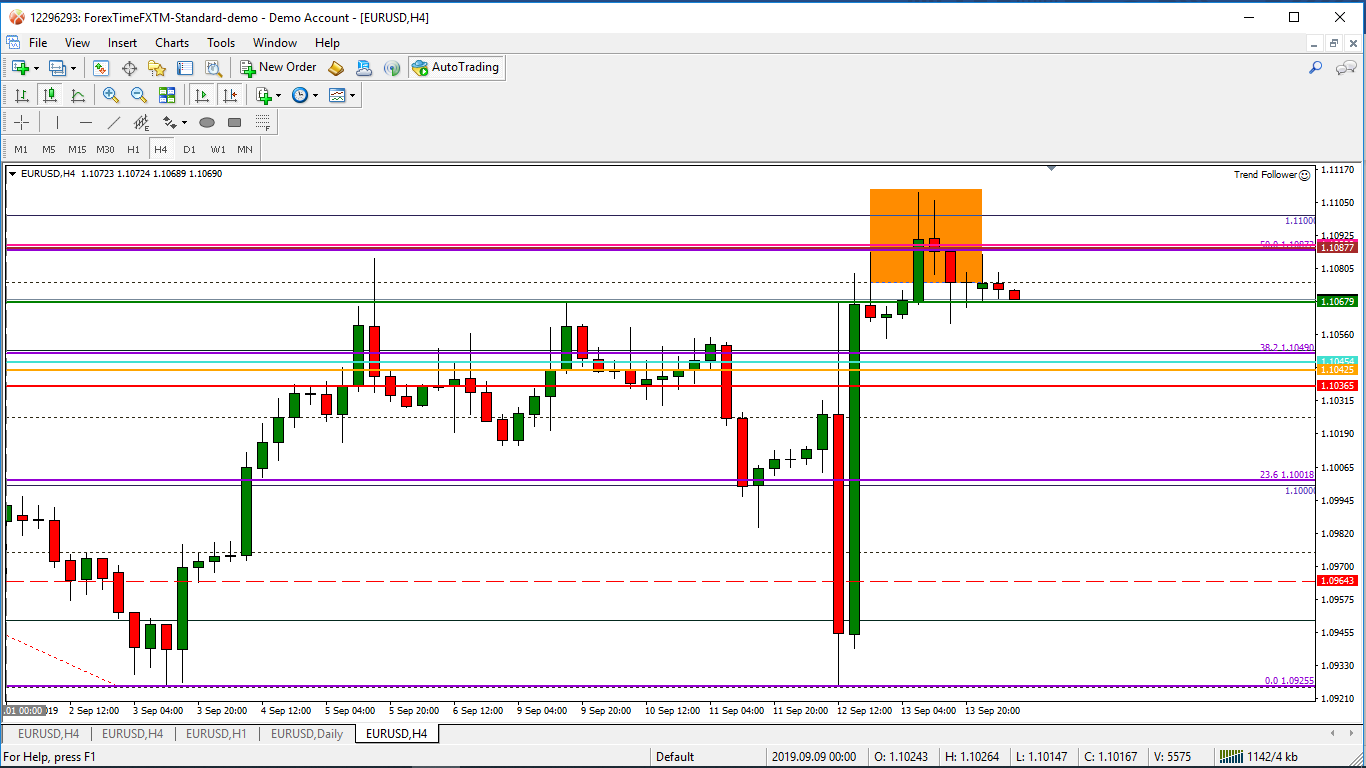 12296293: ForexTimeFXTM-Standard-demo - Demo Account - [EURUSD,H4]
File View Insert Charts Tools Window Help
New Order AutoTrading
E
F
M1 M5 M15 M30 H1 H4 D1 W1 MN
EURUSD,H4 1.10723 1.10724 1.10689 1.10690
Trend Follower
1.11170
1.11050
1.1100
1.10925
1.10877
1.10805
1.10679
1.10560
38.2 1.10490
1.10454
1.10425
1.10365
1.10315
1.10190
1.10065
23.6 1.10018
1.1000
1.09945
1.09820
1.09700
1.09643
1.09575
1.09455
1.09330
0.0 1.09255
1.09210
.01 00:00 019 2 Sep 12:00 3 Sep 04:00 3 Sep 20:00 4 Sep 12:00 5 Sep 04:00 5 Sep 20:00 6 Sep 12:00 9 Sep 04:00 9 Sep 20:00 10 Sep 12:00 11 Sep 04:00 11 Sep 20:00 12 Sep 12:00 13 Sep 04:00 13 Sep 20:00
EURUSD,H4 EURUSD,H4 EURUSD,H1 EURUSD,Daily EURUSD,H4
For Help, press F1 Default 2019.09.09 00:00 O: 1.10243 H: 1.10264 L: 1.10147 C: 1.10167 V: 5575 1142/4 kb